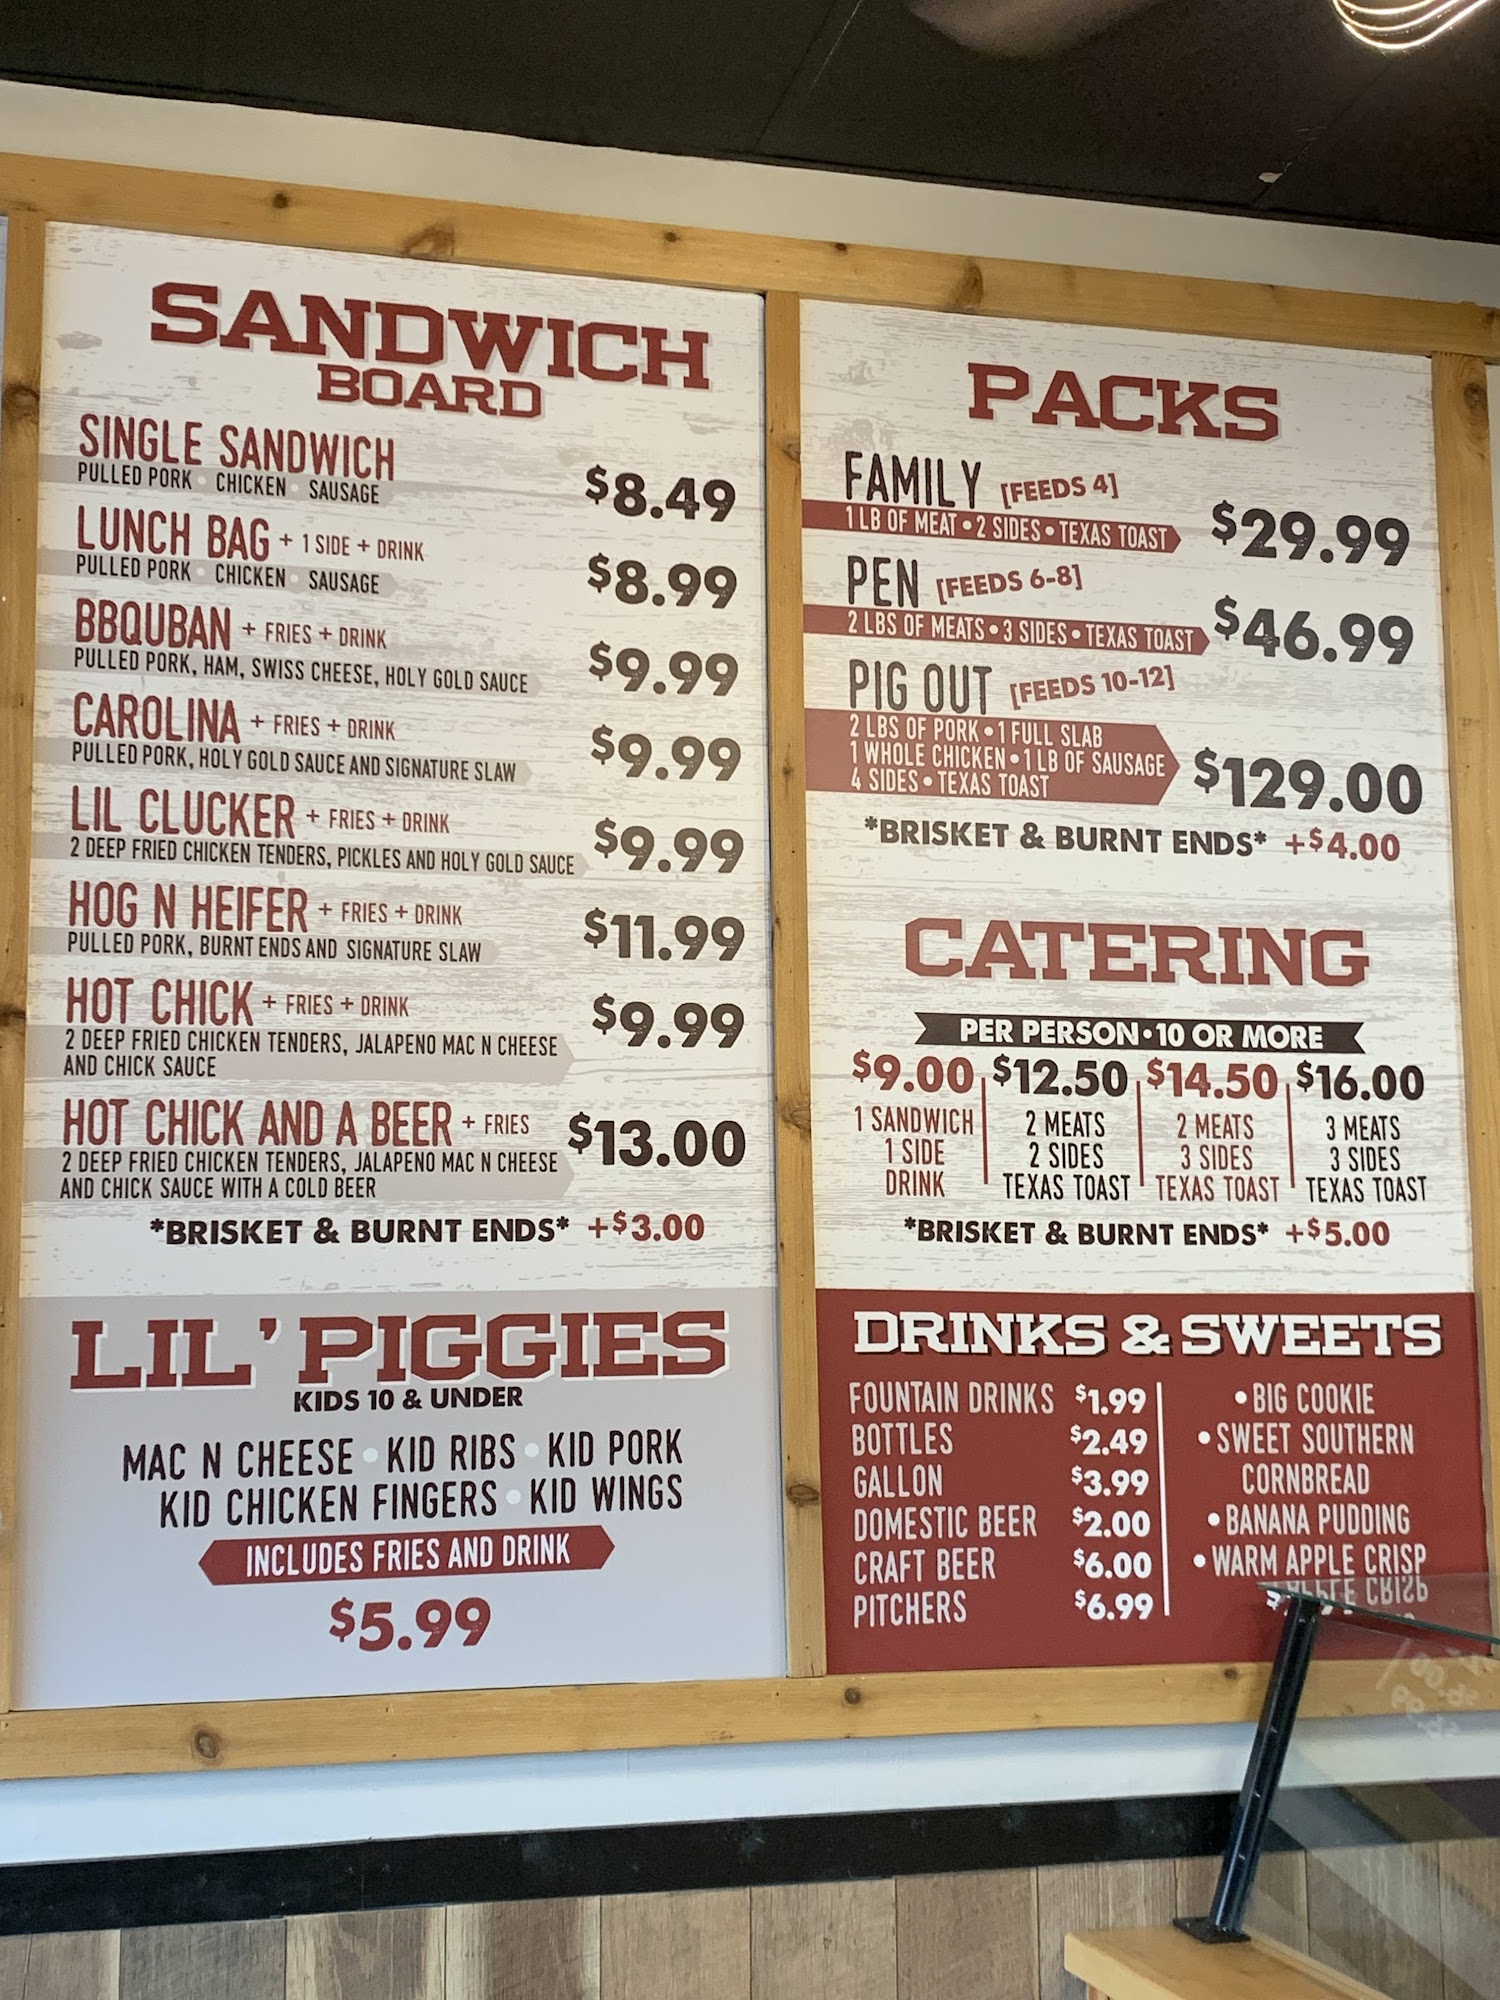 SANDWICH
BOARD
SINGLE SANDWICH
PULLED PORK CHICKEN SAUSAGE
$8.49
LUNCH BAG + 1 SIDE + DRINK
PULLED PORK CHICKEN SAUSAGE
$8.99
BBQUBAN + FRIES + DRINK
PULLED PORK, HAM, SWISS CHEESE, HOLY GOLD SAUCE
$9.99
CAROLINA + FRIES + DRINK
PULLED PORK, HOLY GOLD SAUCE AND SIGNATURE SLAW
$9.99
LIL CLUCKER + FRIES + DRINK
2 DEEP FRIED CHICKEN TENDERS, PICKLES AND HOLY GOLD SAUCE
$9.99
HOG N HEIFER + FRIES + DRINK
PULLED PORK, BURNT ENDS AND SIGNATURE SLAW
$11.99
HOT CHICK + FRIES + DRINK
2 DEEP FRIED CHICKEN TENDERS, JALAPENO MAC N CHEESE
AND CHICK SAUCE
$9.99
HOT CHICK AND A BEER + FRIES
2 DEEP FRIED CHICKEN TENDERS, JALAPENO MAC N CHEESE
AND CHICK SAUCE WITH A COLD BEER
$13.00
*BRISKET & BURNT ENDS* +$3.00
LIL' PIGGIES
KIDS 10 & UNDER
MAC N CHEESE • KID RIBS • KID PORK
KID CHICKEN FINGERS • KID WINGS
INCLUDES FRIES AND DRINK
$5.99
PACKS
FAMILY [FEEDS 4]
1 LB OF MEAT • 2 SIDES • TEXAS TOAST
$29.99
PEN [FEEDS 6-8]
2 LBS OF MEATS • 3 SIDES • TEXAS TOAST
$46.99
PIG OUT [FEEDS 10-12]
2 LBS OF PORK • 1 FULL SLAB
1 WHOLE CHICKEN • 1 LB OF SAUSAGE
4 SIDES • TEXAS TOAST
$129.00
*BRISKET & BURNT ENDS* +$4.00
CATERING
PER PERSON • 10 OR MORE
$9.00
1 SANDWICH
1 SIDE
DRINK
$12.50
2 MEATS
2 SIDES
TEXAS TOAST
$14.50
2 MEATS
3 SIDES
TEXAS TOAST
$16.00
3 MEATS
3 SIDES
TEXAS TOAST
*BRISKET & BURNT ENDS* +$5.00
DRINKS & SWEETS
FOUNTAIN DRINKS $1.99
BOTTLES $2.49
GALLON $3.99
DOMESTIC BEER $2.00
CRAFT BEER $6.00
PITCHERS $6.99
• BIG COOKIE
• SWEET SOUTHERN
CORNBREAD
• BANANA PUDDING
• WARM APPLE CRISP